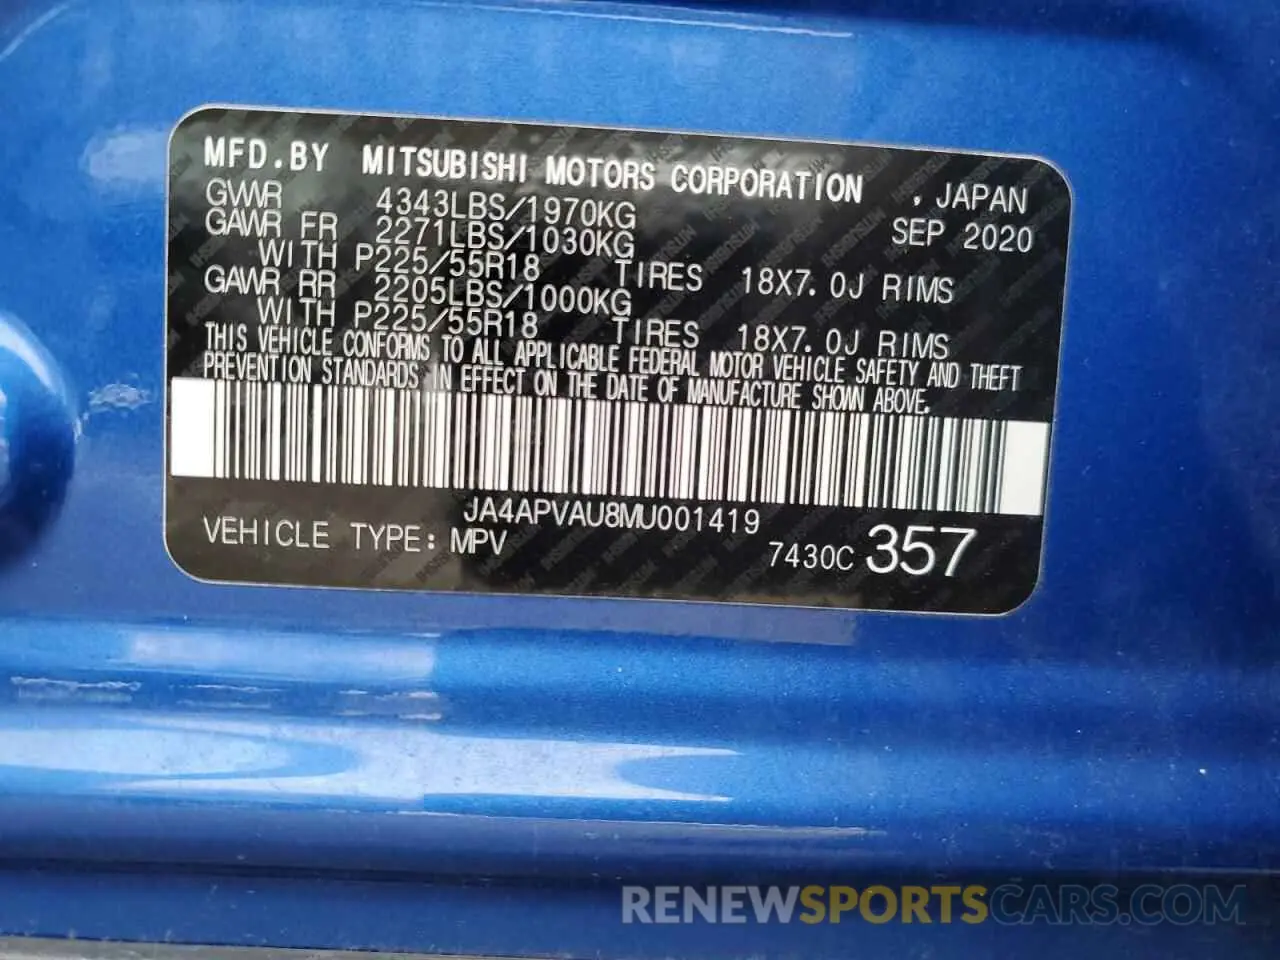 MFD.BY MITSUBISHI MOTORS CORPORATION , JAPAN
GWWR 4343LBS/1970KG SEP 2020
GAWR FR 2271LBS/1030KG
WITH P225/55R18 TIRES 18X7.0J RIMS
GAWR RR 2205LBS/1000KG
WITH P225/55R18 TIRES 18X7.0J RIMS
THIS VEHICLE CONFORMS TO ALL APPLICABLE FEDERAL MOTOR VEHICLE SAFETY AND THEFT
PREVENTION STANDARDS IN EFFECT ON THE DATE OF MANUFACTURE SHOWN ABOVE.
JA4APVAU8MU001419
VEHICLE TYPE: MPV 7430C 357
RENEWSPORTSCARS.COM